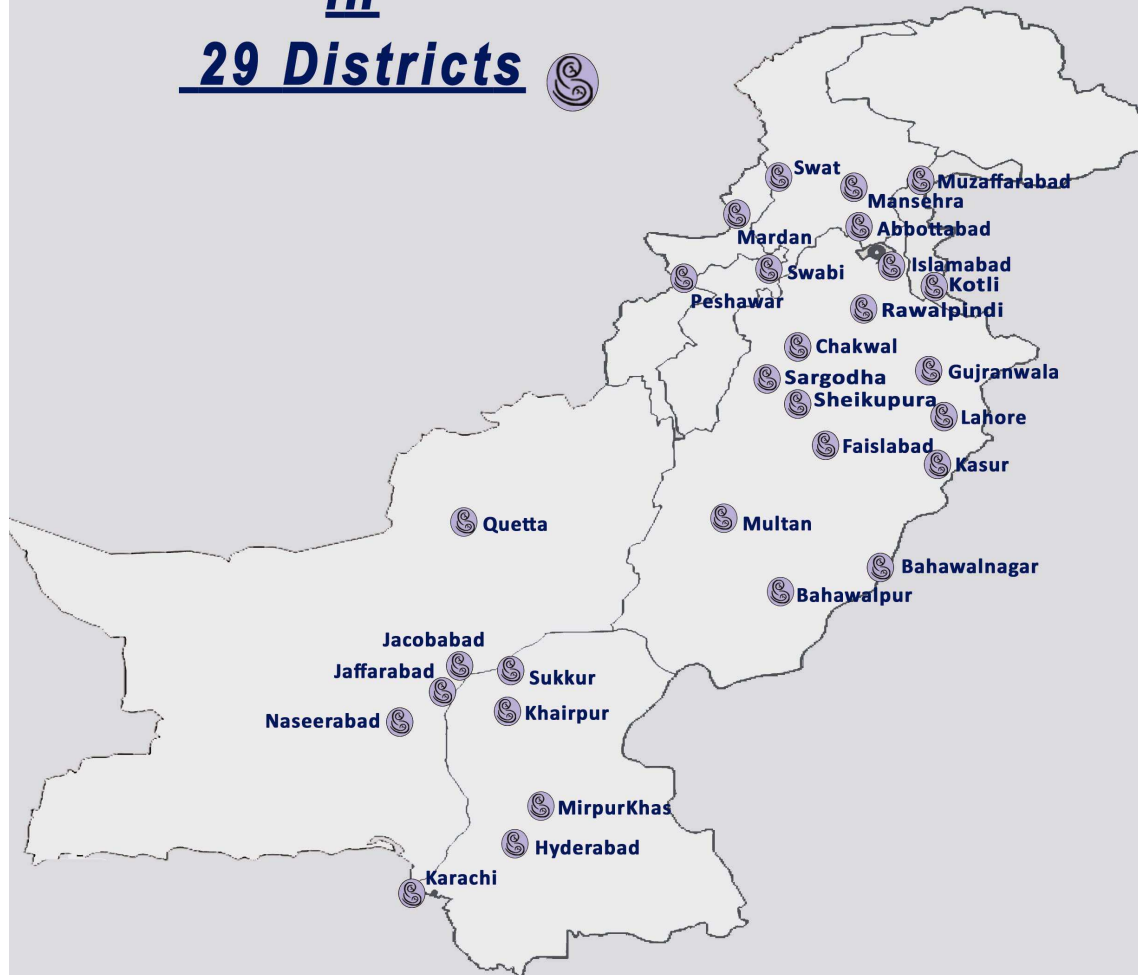 in
29 Districts
Swat
Muzaffarabad
Mansehra
Abbottabad
Mardan
Islamabad
Swabi
Kotli
Peshawar
Rawalpindi
Chakwal
Gujranwala
Sargodha
Sheikupura
Lahore
Faislabad
Kasur
Quetta
Multan
Bahawalnagar
Bahawalpur
Jacobabad
Jaffarabad
Sukkur
Khairpur
Naseerabad
MirpurKhas
Hyderabad
Karachi